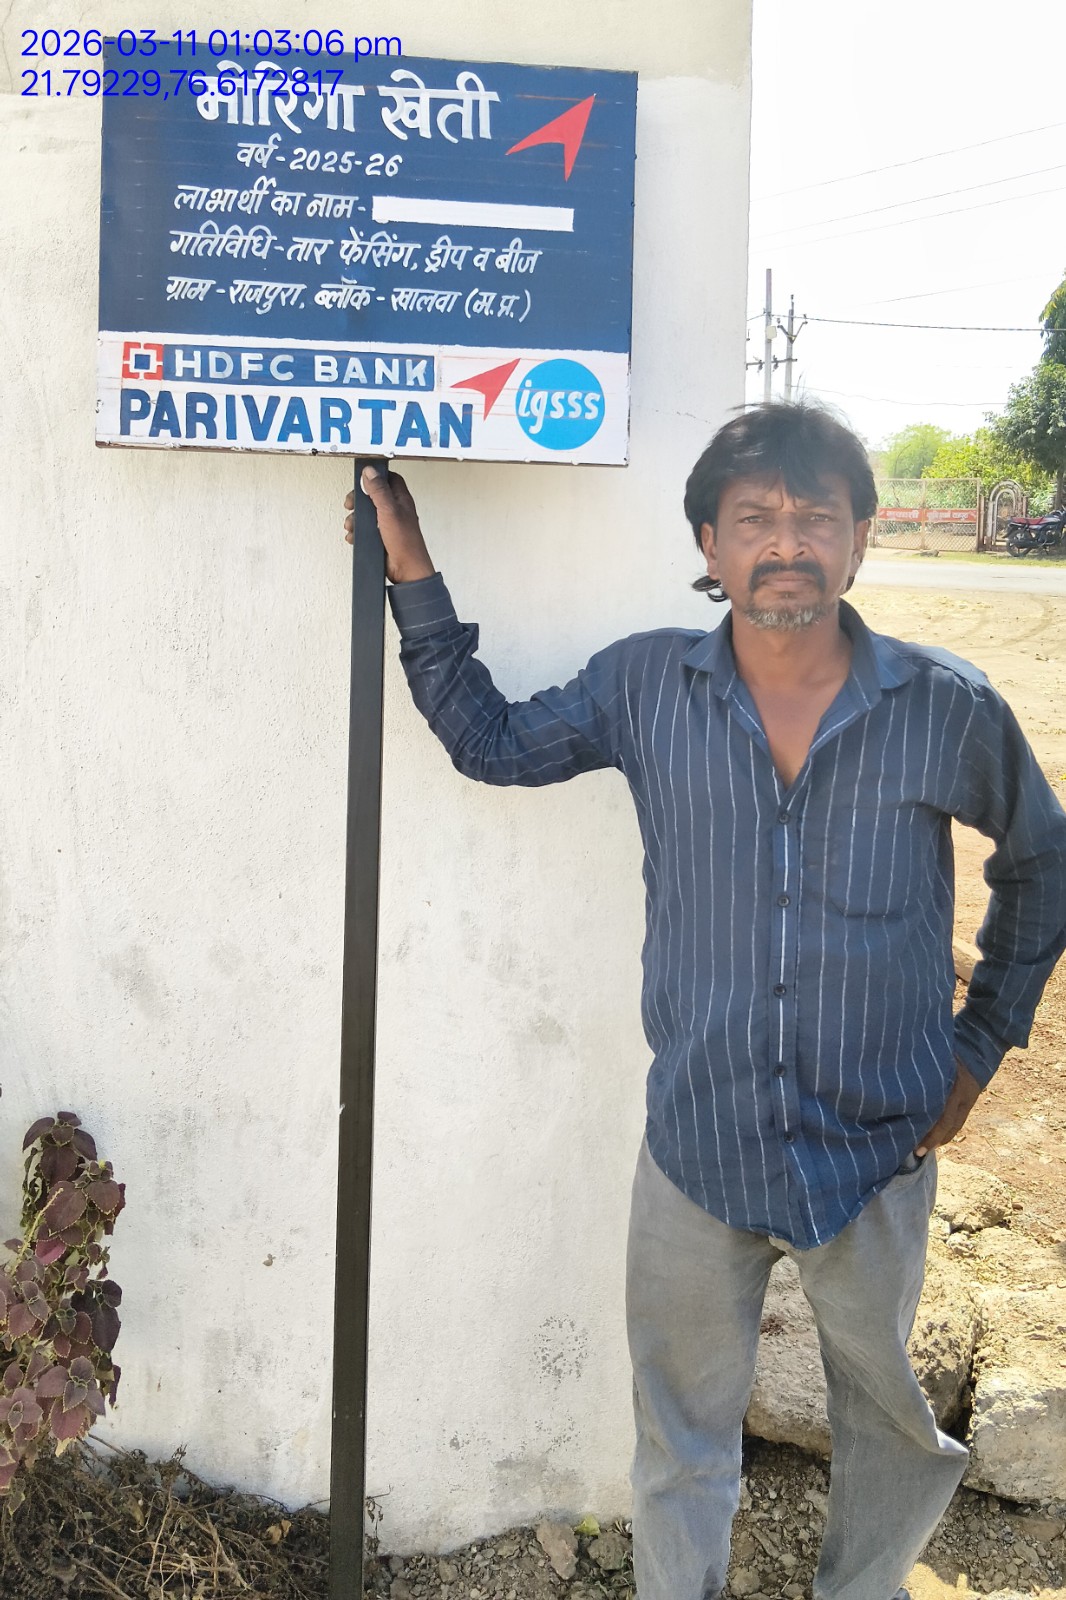 2026-03-11 01:03:06 pm
21.79229,76.6172817
मोरिंगा खेती
वर्ष-2025-26
लाभार्थी का नाम-
गतिविधि-तार फेंसिंग, ड्रीप व बीज
ग्राम-राजपुरा, ब्लॉक-खालवा (म.प्र.)
HDFC BANK
PARIVARTAN
igsss